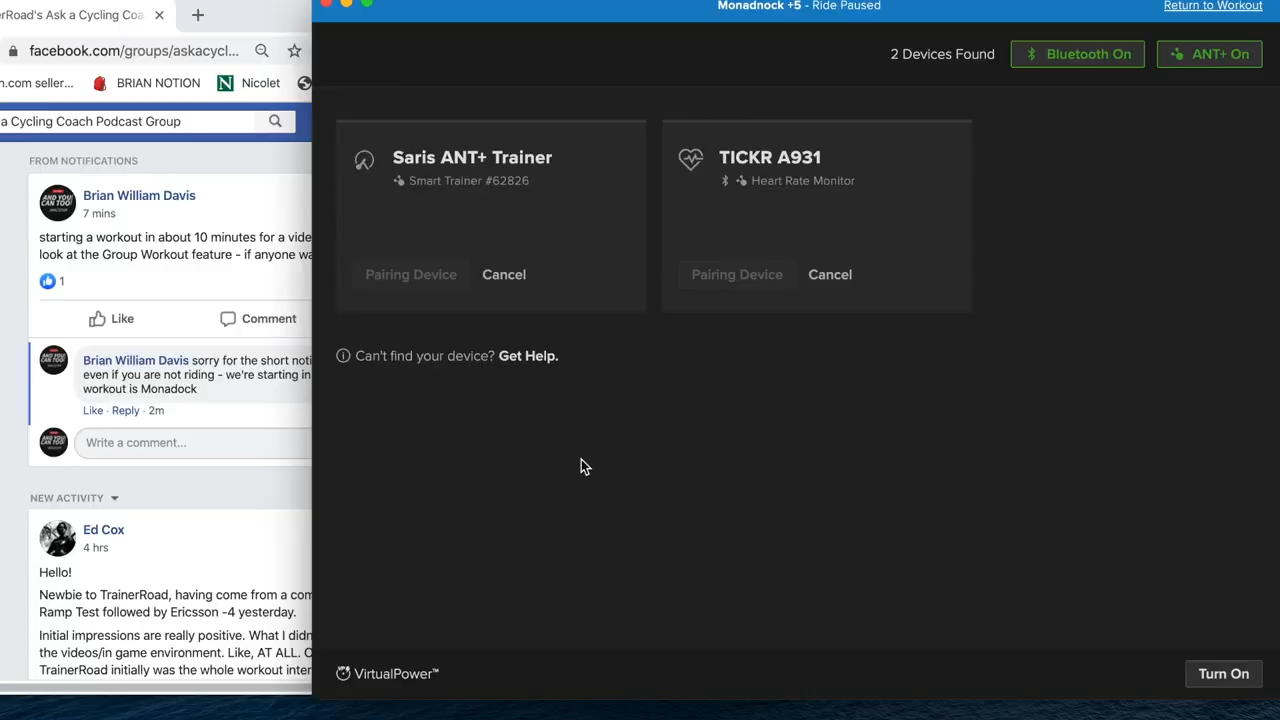 erRoad's Ask a Cycling Coa
facebook.com/groups/askacycl...
n.com seller...
BRIAN NOTION
Nicolet
a Cycling Coach Podcast Group
FROM NOTIFICATIONS
Brian William Davis
7 mins
starting a workout in about 10 minutes for a vide
look at the Group Workout feature - if anyone wa
1
Like
Comment
Brian William Davis sorry for the short noti
even if you are not riding - we're starting in
workout is Monadock
Like · Reply · 2m
Write a comment...
NEW ACTIVITY
Ed Cox
4 hrs
Hello!
Newbie to TrainerRoad, having come from a com
Ramp Test followed by Ericsson -4 yesterday.
Initial impressions are really positive. What I didn
the videos/in game environment. Like, AT ALL. O
TrainerRoad initially was the whole workout inter
Monadnock +5 - Ride Paused
Return to Workout
2 Devices Found
Bluetooth On
ANT+ On
Saris ANT+ Trainer
Smart Trainer #62826
Pairing Device
Cancel
TICKR A931
Heart Rate Monitor
Pairing Device
Cancel
Can't find your device? Get Help.
VirtualPower™
Turn On